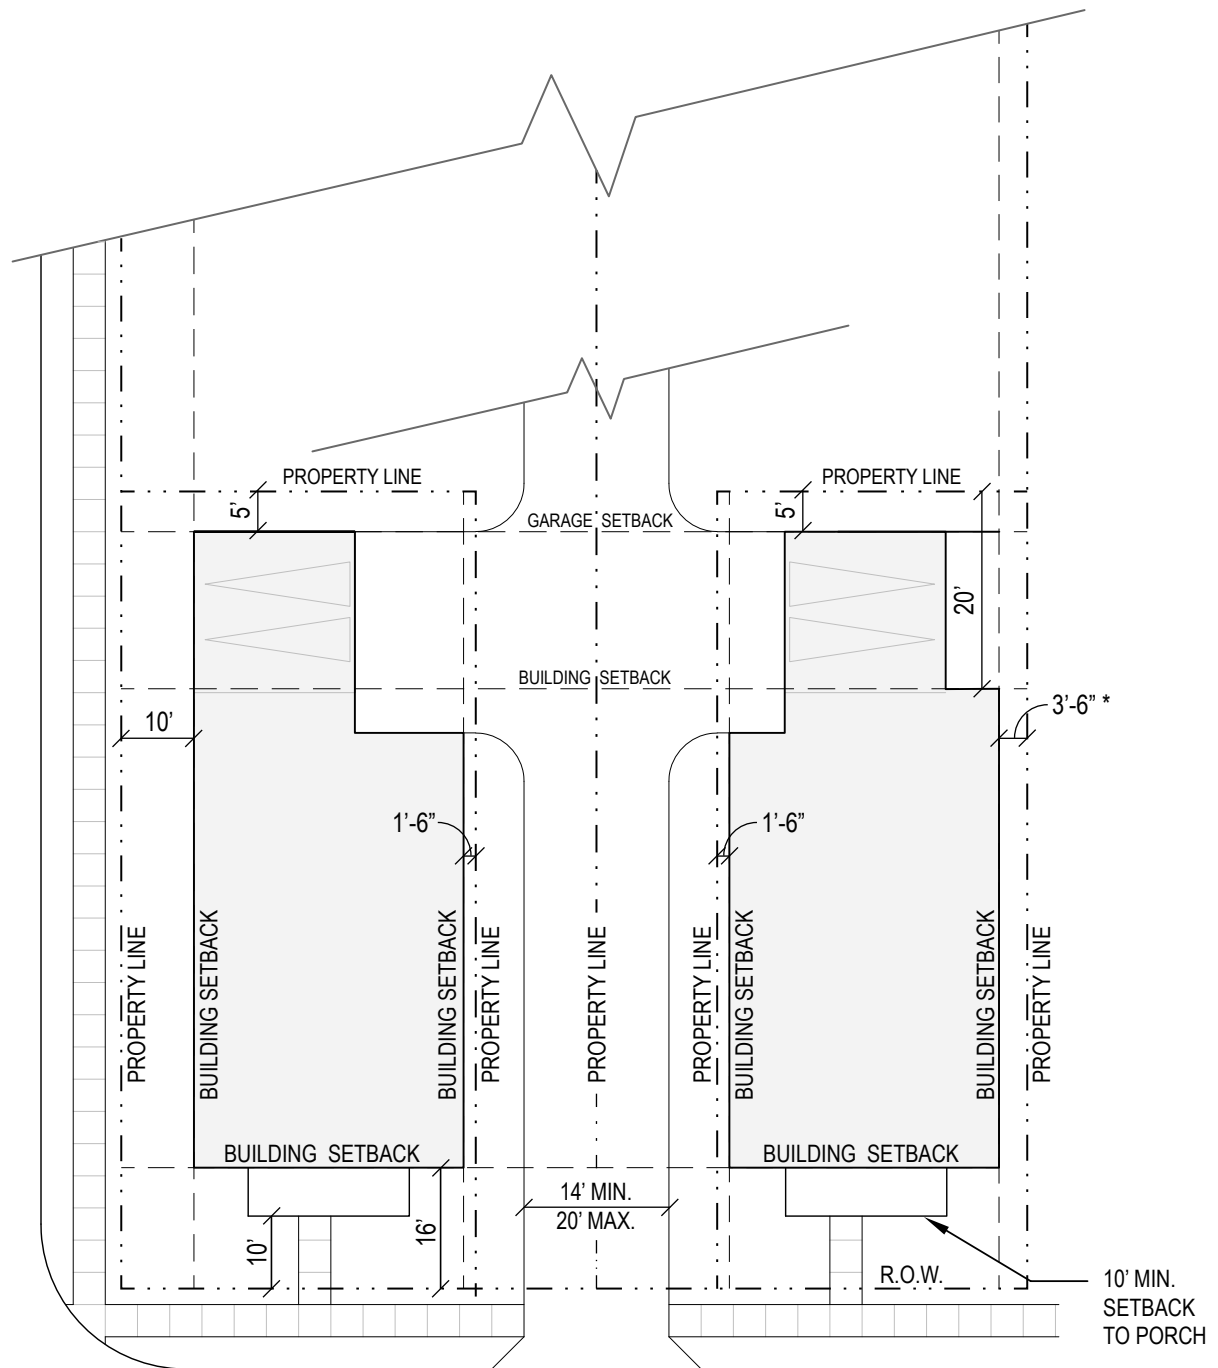 PROPERTY LINE
PROPERTY LINE
5’
5’
GARAGE SETBACK
20’
BUILDING SETBACK
3’-6” *
10’
1’-6”
1’-6”
PROPERTY LINE
BUILDING SETBACK
BUILDING SETBACK
PROPERTY LINE
PROPERTY LINE
PROPERTY LINE
BUILDING SETBACK
BUILDING SETBACK
PROPERTY LINE
BUILDING SETBACK
BUILDING SETBACK
14’ MIN.
20’ MAX.
16’
10’
R.O.W.
10’ MIN.
SETBACK
TO PORCH